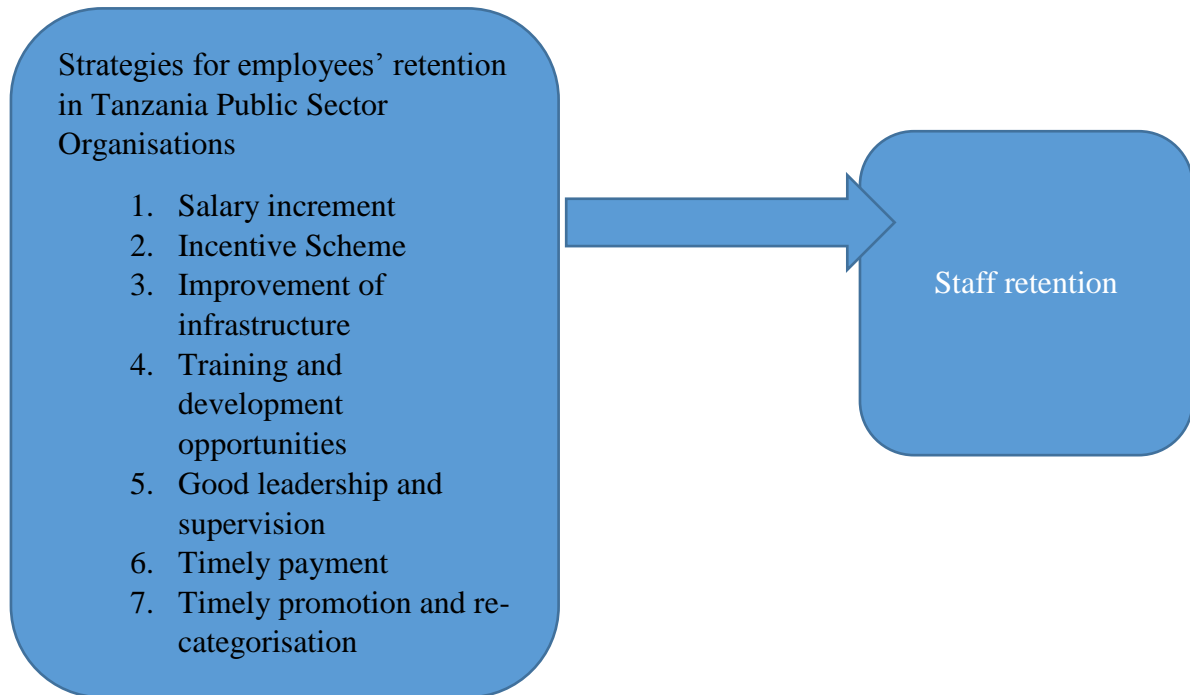 Strategies for employees’ retention
in Tanzania Public Sector
Organisations
1. Salary increment
2. Incentive Scheme
3. Improvement of
infrastructure
4. Training and
development
opportunities
5. Good leadership and
supervision
6. Timely payment
7. Timely promotion and re-
categorisation
Staff retention